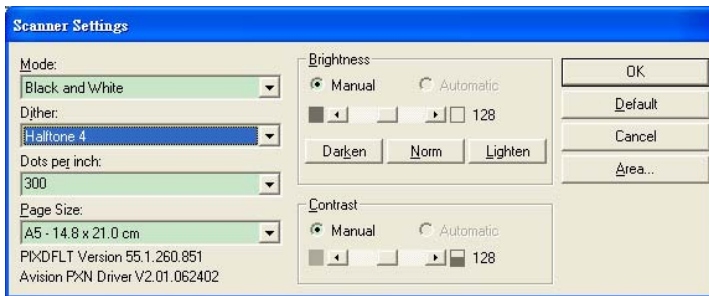 Scanner Settings
Mode:
Black and White
Dither:
Halftone 4
Dots per inch:
300
Page Size:
A5 - 14.8 x 21.0 cm
PIXDFLT Version 55.1.260.851
Avision PXN Driver V2.01.062402
Brightness
Manual Automatic
128
Darken Norm Lighten
Contrast
Manual Automatic
128
OK
Default
Cancel
Area...